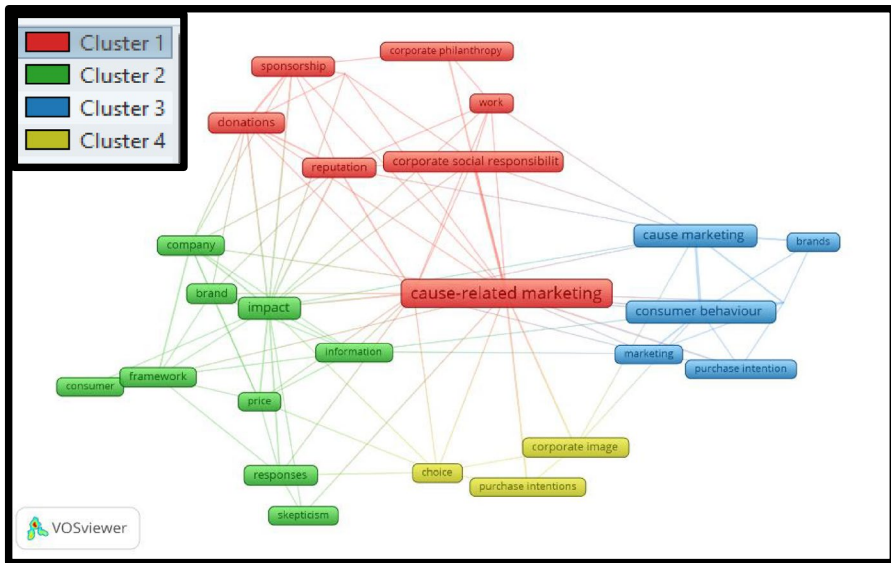 Cluster 1
Cluster 2
Cluster 3
Cluster 4
corporate philanthropy
sponsorship
work
donations
reputation
corporate social responsibilit
company
cause marketing
brands
brand
impact
cause-related marketing
consumer behaviour
information
marketing
purchase intention
consumer
framework
price
corporate image
responses
choice
purchase intentions
skepticism
VOSviewer